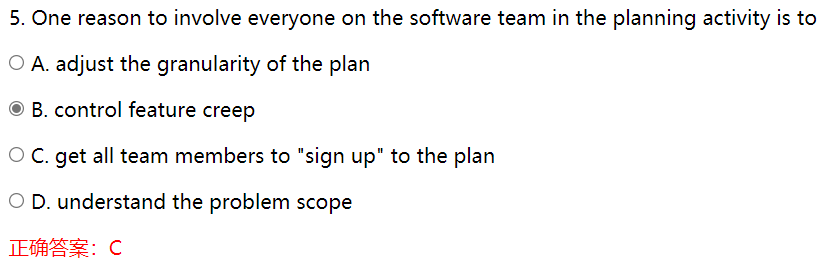 5. One reason to involve everyone on the software team in the planning activity is to
A. adjust the granularity of the plan
B. control feature creep
C. get all team members to "sign up" to the plan
D. understand the problem scope
正确答案：C